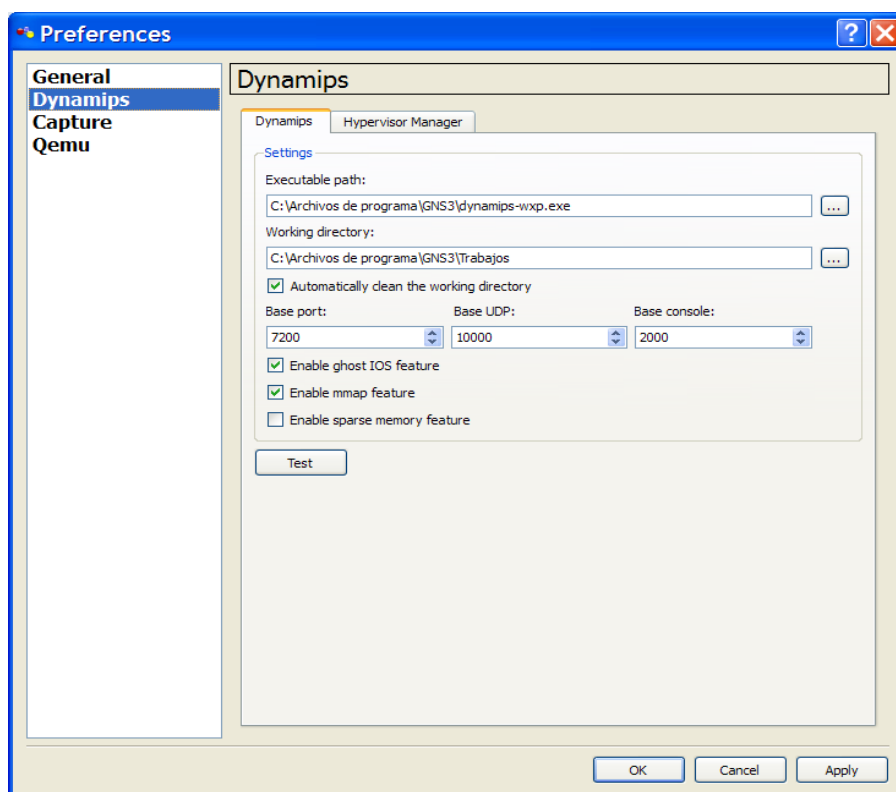 Preferences
General
Dynamips
Capture
Qemu
Dynamips
Dynamips Hypervisor Manager
Settings
Executable path:
C:\Archivos de programa\GNS3\dynamips-wxp.exe ...
Working directory:
C:\Archivos de programa\GNS3\Trabajos ...
Automatically clean the working directory
Base port: Base UDP: Base console:
7200 10000 2000
Enable ghost IOS feature
Enable mmap feature
Enable sparse memory feature
Test
OK Cancel Apply